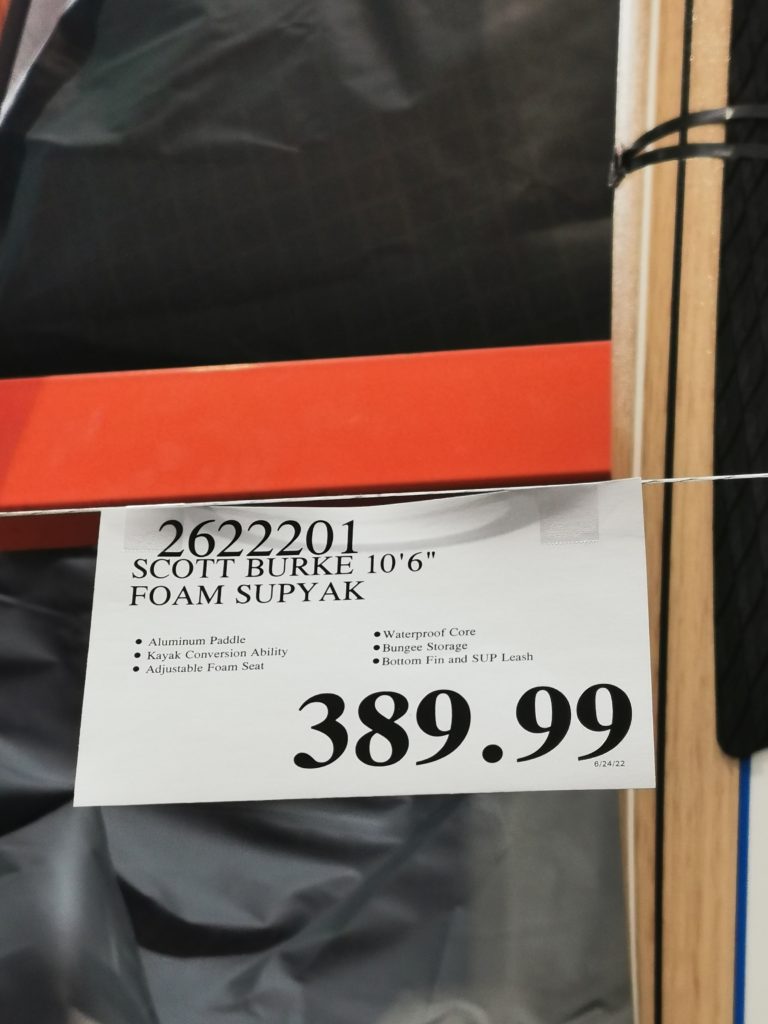 2622201
SCOTT BURKE 10'6"
FOAM SUPYAK
• Aluminum Paddle
• Kayak Conversion Ability
• Adjustable Foam Seat
• Waterproof Core
• Bungee Storage
• Bottom Fin and SUP Leash
389.99
6/24/22